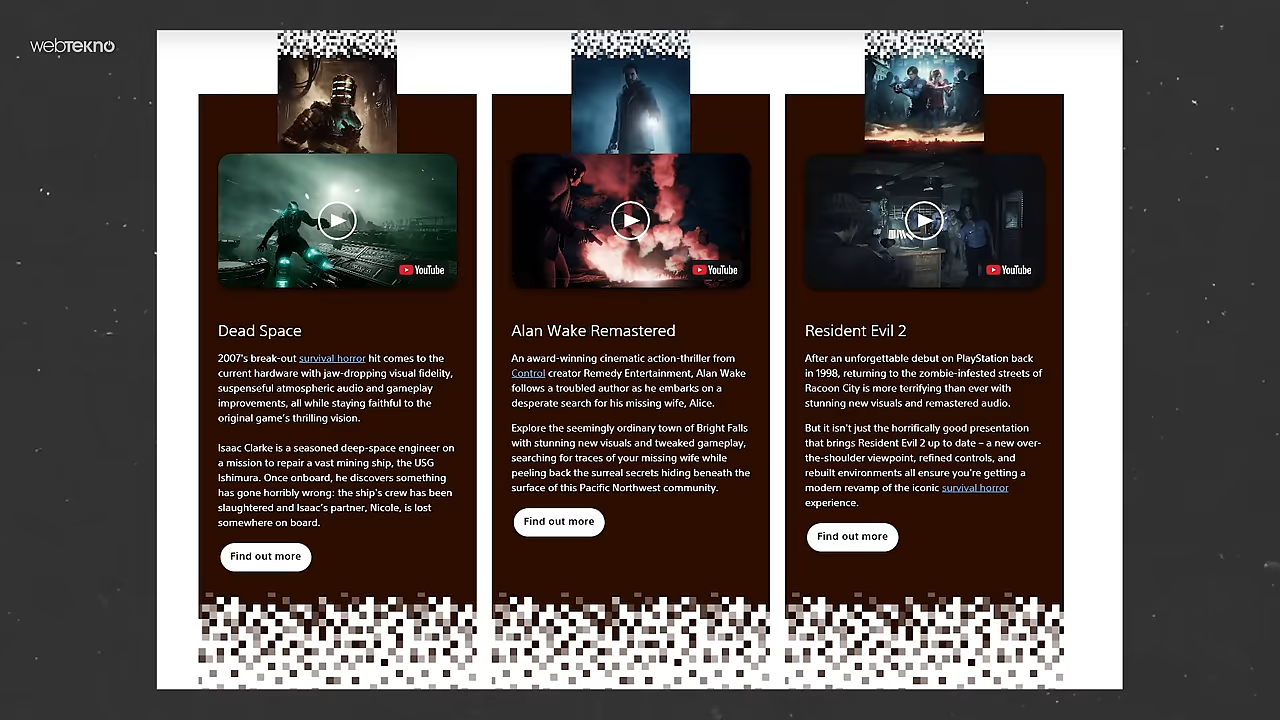 webTEKNO
YouTube
YouTube
YouTube
Dead Space
2007's break-out survival horror hit comes to the
current hardware with jaw-dropping visual fidelity,
suspenseful atmospheric audio and gameplay
improvements, all while staying faithful to the
original game's thrilling vision.
Isaac Clarke is a seasoned deep-space engineer on
a mission to repair a vast mining ship, the USG
Ishimura. Once onboard, he discovers something
has gone horribly wrong: the ship's crew has been
slaughtered and Isaac's partner, Nicole, is lost
somewhere on board.
Find out more
Alan Wake Remastered
An award-winning cinematic action-thriller from
Control creator Remedy Entertainment, Alan Wake
follows a troubled author as he embarks on a
desperate search for his missing wife, Alice.
Explore the seemingly ordinary town of Bright Falls
with stunning new visuals and tweaked gameplay,
searching for traces of your missing wife while
peeling back the surreal secrets hiding beneath the
surface of this Pacific Northwest community.
Find out more
Resident Evil 2
After an unforgettable debut on PlayStation back
in 1998, returning to the zombie-infested streets of
Racoon City is more terrifying than ever with
stunning new visuals and remastered audio.
But it isn't just the horrifically good presentation
that brings Resident Evil 2 up to date – a new over-
the-shoulder viewpoint, refined controls, and
rebuilt environments all ensure you're getting a
modern revamp of the iconic survival horror
experience.
Find out more